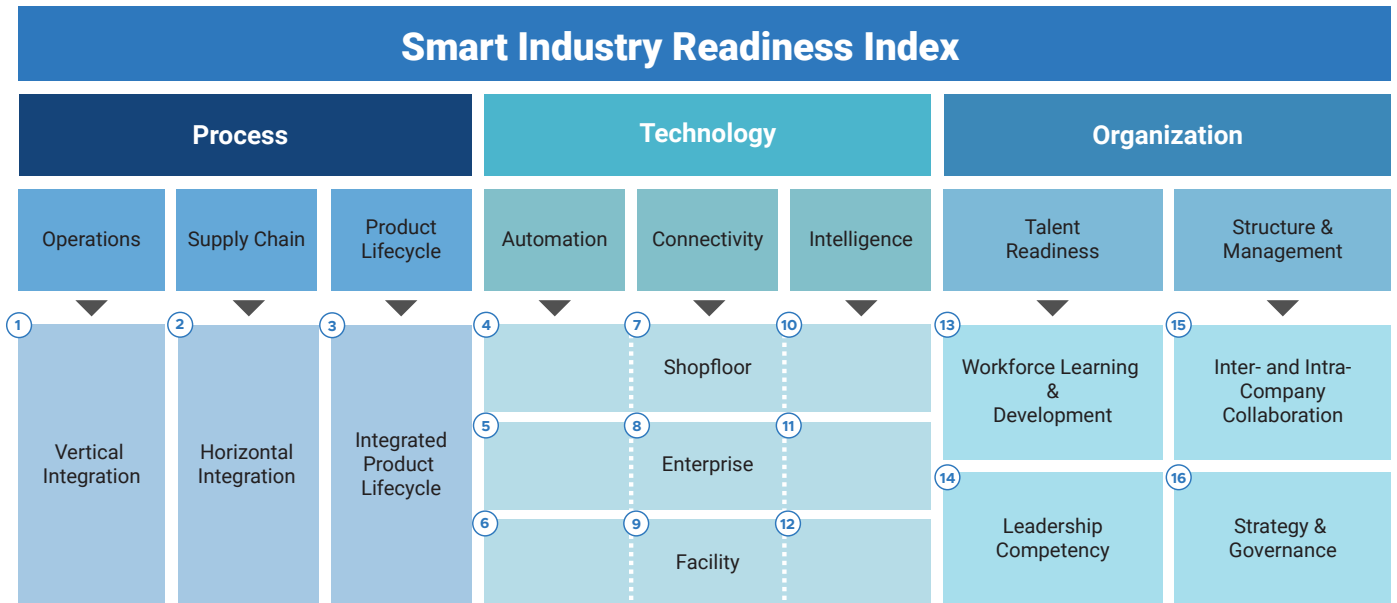 Smart Industry Readiness Index
Process
Technology
Organization
Operations
Supply Chain
Product
Lifecycle
Automation
Connectivity
Intelligence
Talent
Readiness
Structure &
Management
1
Vertical
Integration
2
Horizontal
Integration
3
Integrated
Product
Lifecycle
4
7
10
Shopfloor
5
8
11
Enterprise
6
9
12
Facility
13
Workforce Learning
&
Development
14
Leadership
Competency
15
Inter- and Intra-
Company
Collaboration
16
Strategy &
Governance